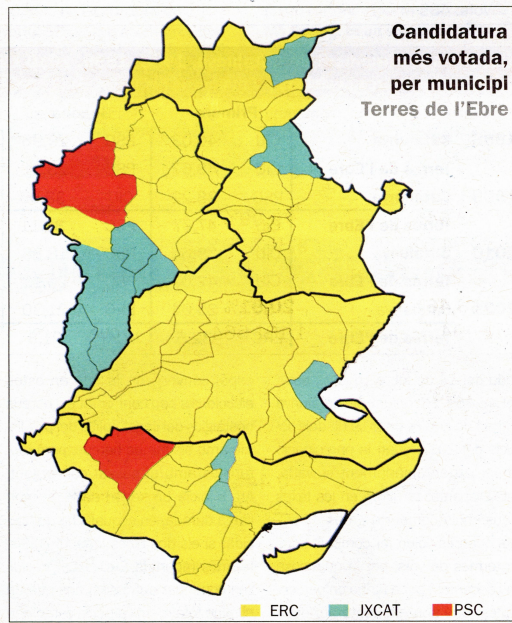 Candidatura
més votada,
per municipi
Terres de l'Ebre
ERC JXCAT PSC